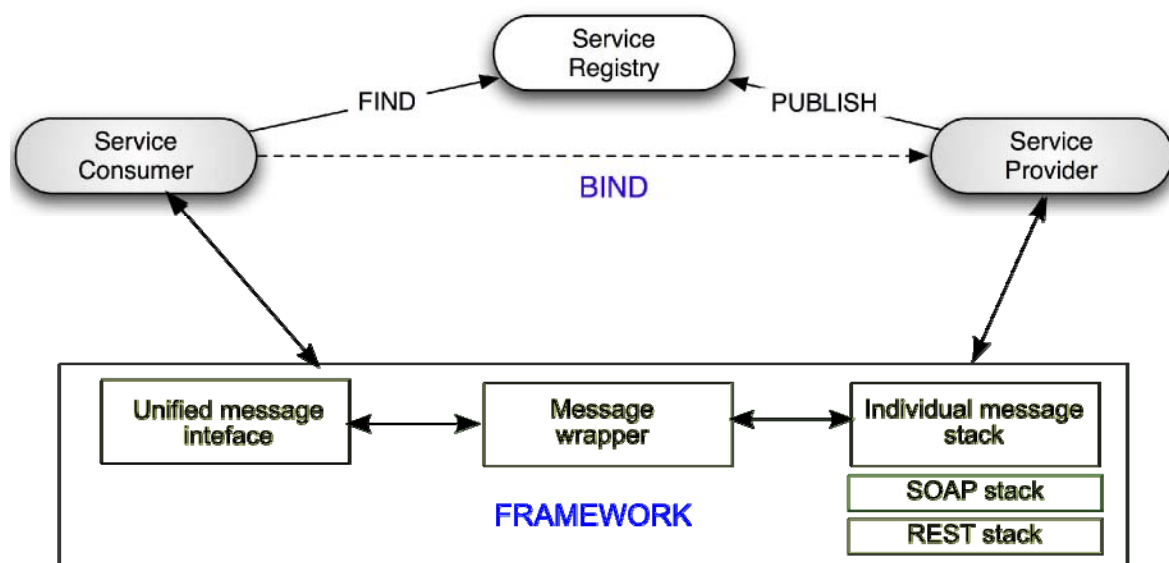 Service
Registry
FIND
PUBLISH
Service
Consumer
Service
Provider
BIND
Unified message
inteface
Message
wrapper
Individual message
stack
SOAP stack
FRAMEWORK
REST stack